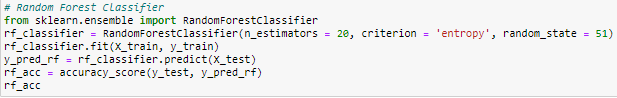 # Random Forest Classifier
from sklearn.ensemble import RandomForestClassifier
rf_classifier = RandomForestClassifier(n_estimators = 20, criterion = 'entropy', random_state = 51)
rf_classifier.fit(X_train, y_train)
y_pred_rf = rf_classifier.predict(X_test)
rf_acc = accuracy_score(y_test, y_pred_rf)
rf_acc